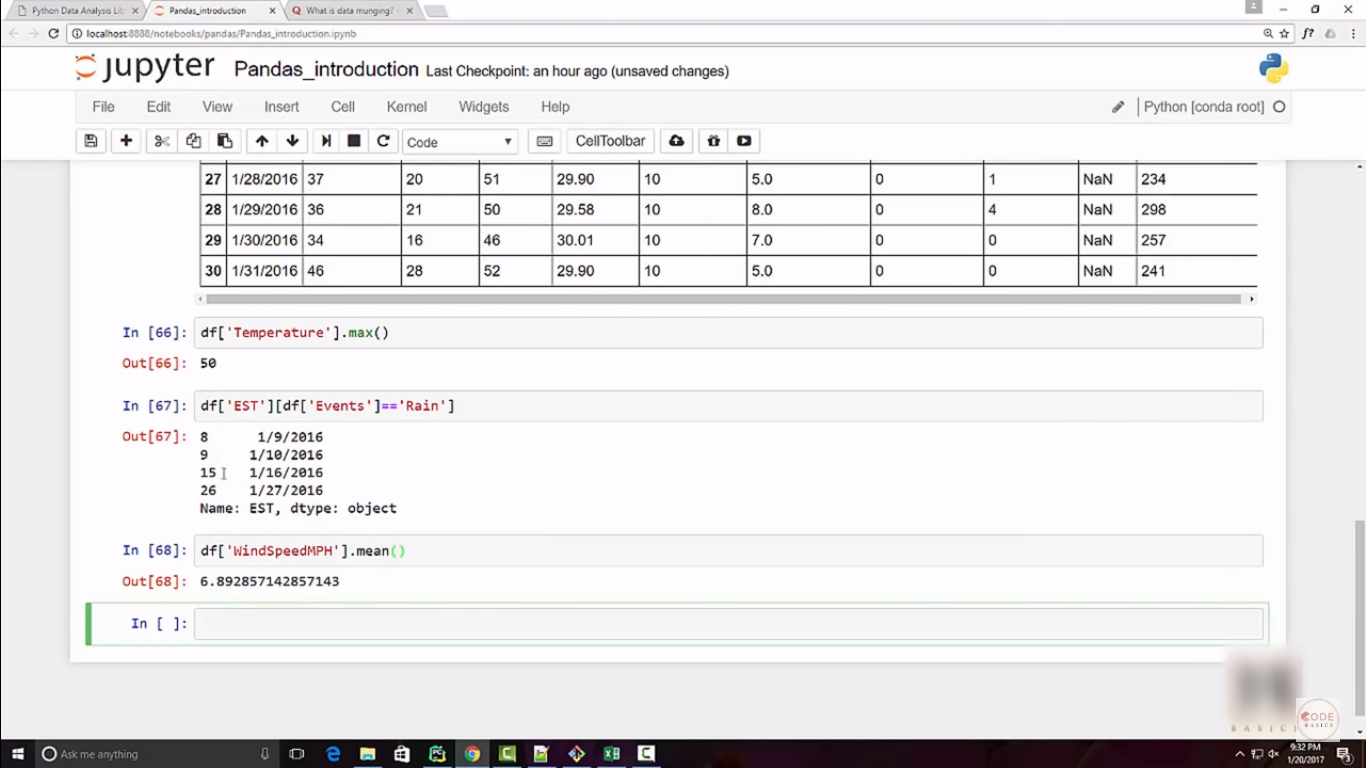 Python Data Analysis Lib
Pandas_introduction
What is data munging? -
localhost:8888/notebooks/pandas/Pandas_introduction.ipynb
f?
jupyter Pandas_introduction Last Checkpoint: an hour ago (unsaved changes)
File Edit View Insert Cell Kernel Widgets Help
Python [conda root]
Code CellToolbar
27 1/28/2016 37 20 51 29.90 10 5.0 0 1 NaN 234
28 1/29/2016 36 21 50 29.58 10 8.0 0 4 NaN 298
29 1/30/2016 34 16 46 30.01 10 7.0 0 0 NaN 257
30 1/31/2016 46 28 52 29.90 10 5.0 0 0 NaN 241
In [66]: df['Temperature'].max()
Out[66]: 50
In [67]: df['EST'][df['Events']=='Rain']
Out[67]: 8 1/9/2016
9 1/10/2016
15 1/16/2016
26 1/27/2016
Name: EST, dtype: object
In [68]: df['WindSpeedMPH'].mean()
Out[68]: 6.892857142857143
In [ ]:
CODE
BASICS
BASICS
Ask me anything
9:32 PM
1/20/2017